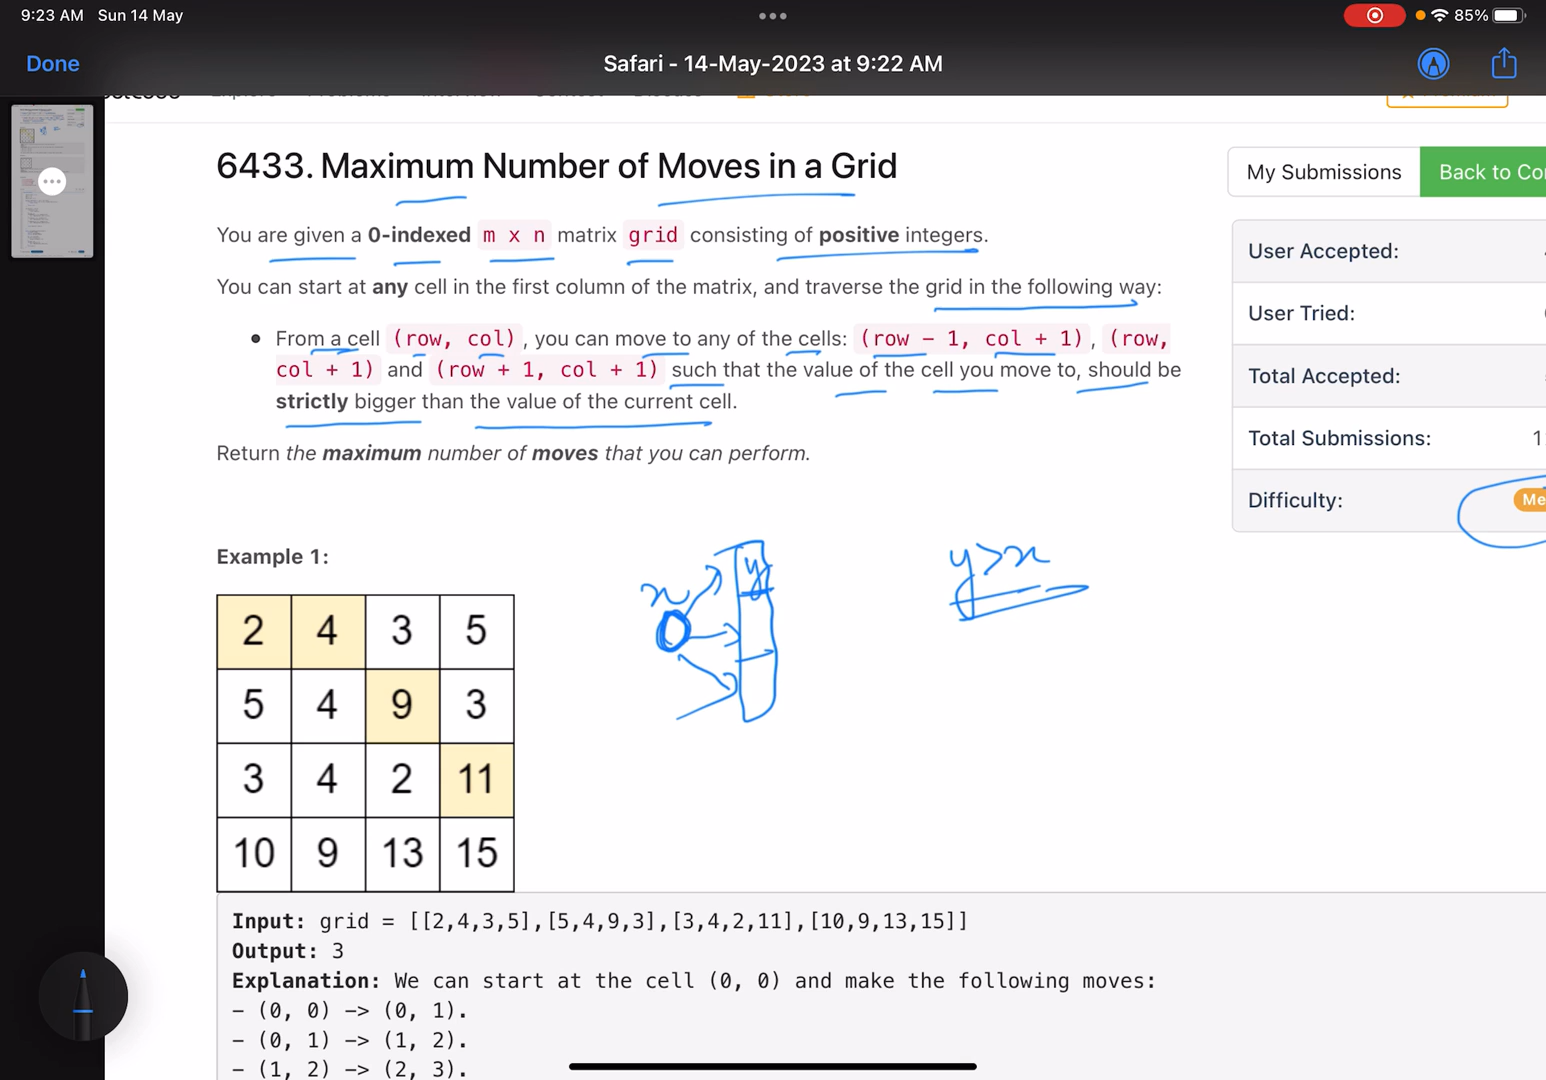 9:23 AM Sun 14 May
85%
Done
Safari - 14-May-2023 at 9:22 AM
6433. Maximum Number of Moves in a Grid
My Submissions
Back to Co
You are given a 0-indexed m x n matrix grid consisting of positive integers.
User Accepted:
You can start at any cell in the first column of the matrix, and traverse the grid in the following way:
User Tried:
• From a cell (row, col), you can move to any of the cells: (row - 1, col + 1), (row,
col + 1) and (row + 1, col + 1) such that the value of the cell you move to, should be
strictly bigger than the value of the current cell.
Total Accepted:
Total Submissions: 1
Return the maximum number of moves that you can perform.
Difficulty: Me
Example 1:
x y
y>x
2 4 3 5
5 4 9 3
3 4 2 11
10 9 13 15
Input: grid = [[2,4,3,5],[5,4,9,3],[3,4,2,11],[10,9,13,15]]
Output: 3
Explanation: We can start at the cell (0, 0) and make the following moves:
- (0, 0) -> (0, 1).
- (0, 1) -> (1, 2).
- (1, 2) -> (2, 3).